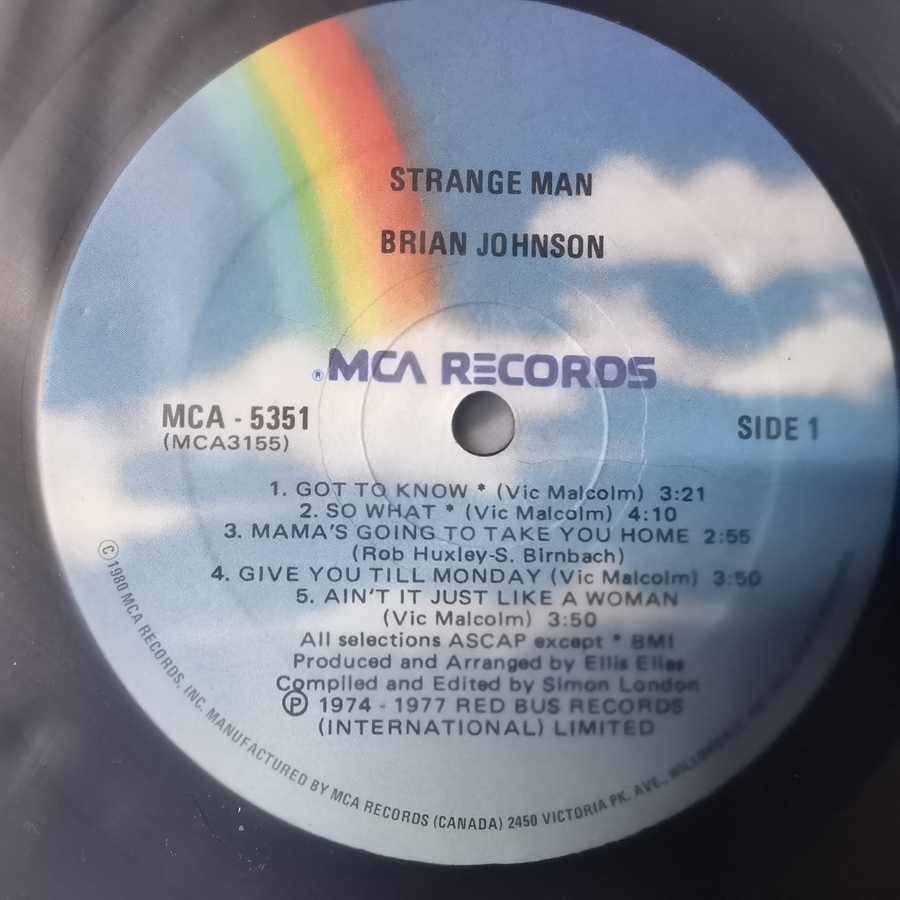 STRANGE MAN
BRIAN JOHNSON
® MCA RECORDS
MCA - 5351
(MCA3155)
SIDE 1
1. GOT TO KNOW * (Vic Malcolm) 3:21
2. SO WHAT * (Vic Malcolm) 4:10
3. MAMA'S GOING TO TAKE YOU HOME 2:55
(Rob Huxley-S. Birnbach)
4. GIVE YOU TILL MONDAY (Vic Malcolm) 3:50
5. AIN'T IT JUST LIKE A WOMAN
(Vic Malcolm) 3:50
All selections ASCAP except * BMI
Produced and Arranged by Ellis Elias
Compiled and Edited by Simon London
Ⓟ 1974 - 1977 RED BUS RECORDS
(INTERNATIONAL) LIMITED
©1980 MCA RECORDS, INC. MANUFACTURED BY MCA RECORDS (CANADA) 2450 VICTORIA PK. AVE.,